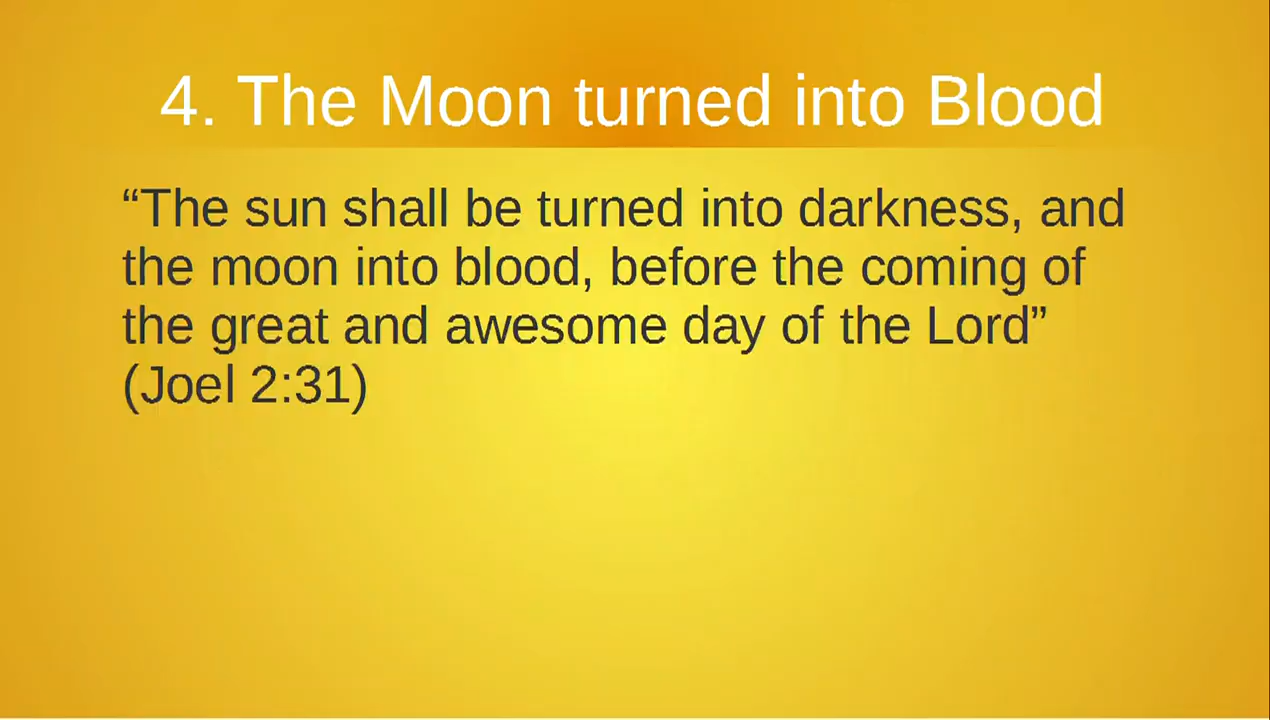 4. The Moon turned into Blood
“The sun shall be turned into darkness, and
the moon into blood, before the coming of
the great and awesome day of the Lord”
(Joel 2:31)